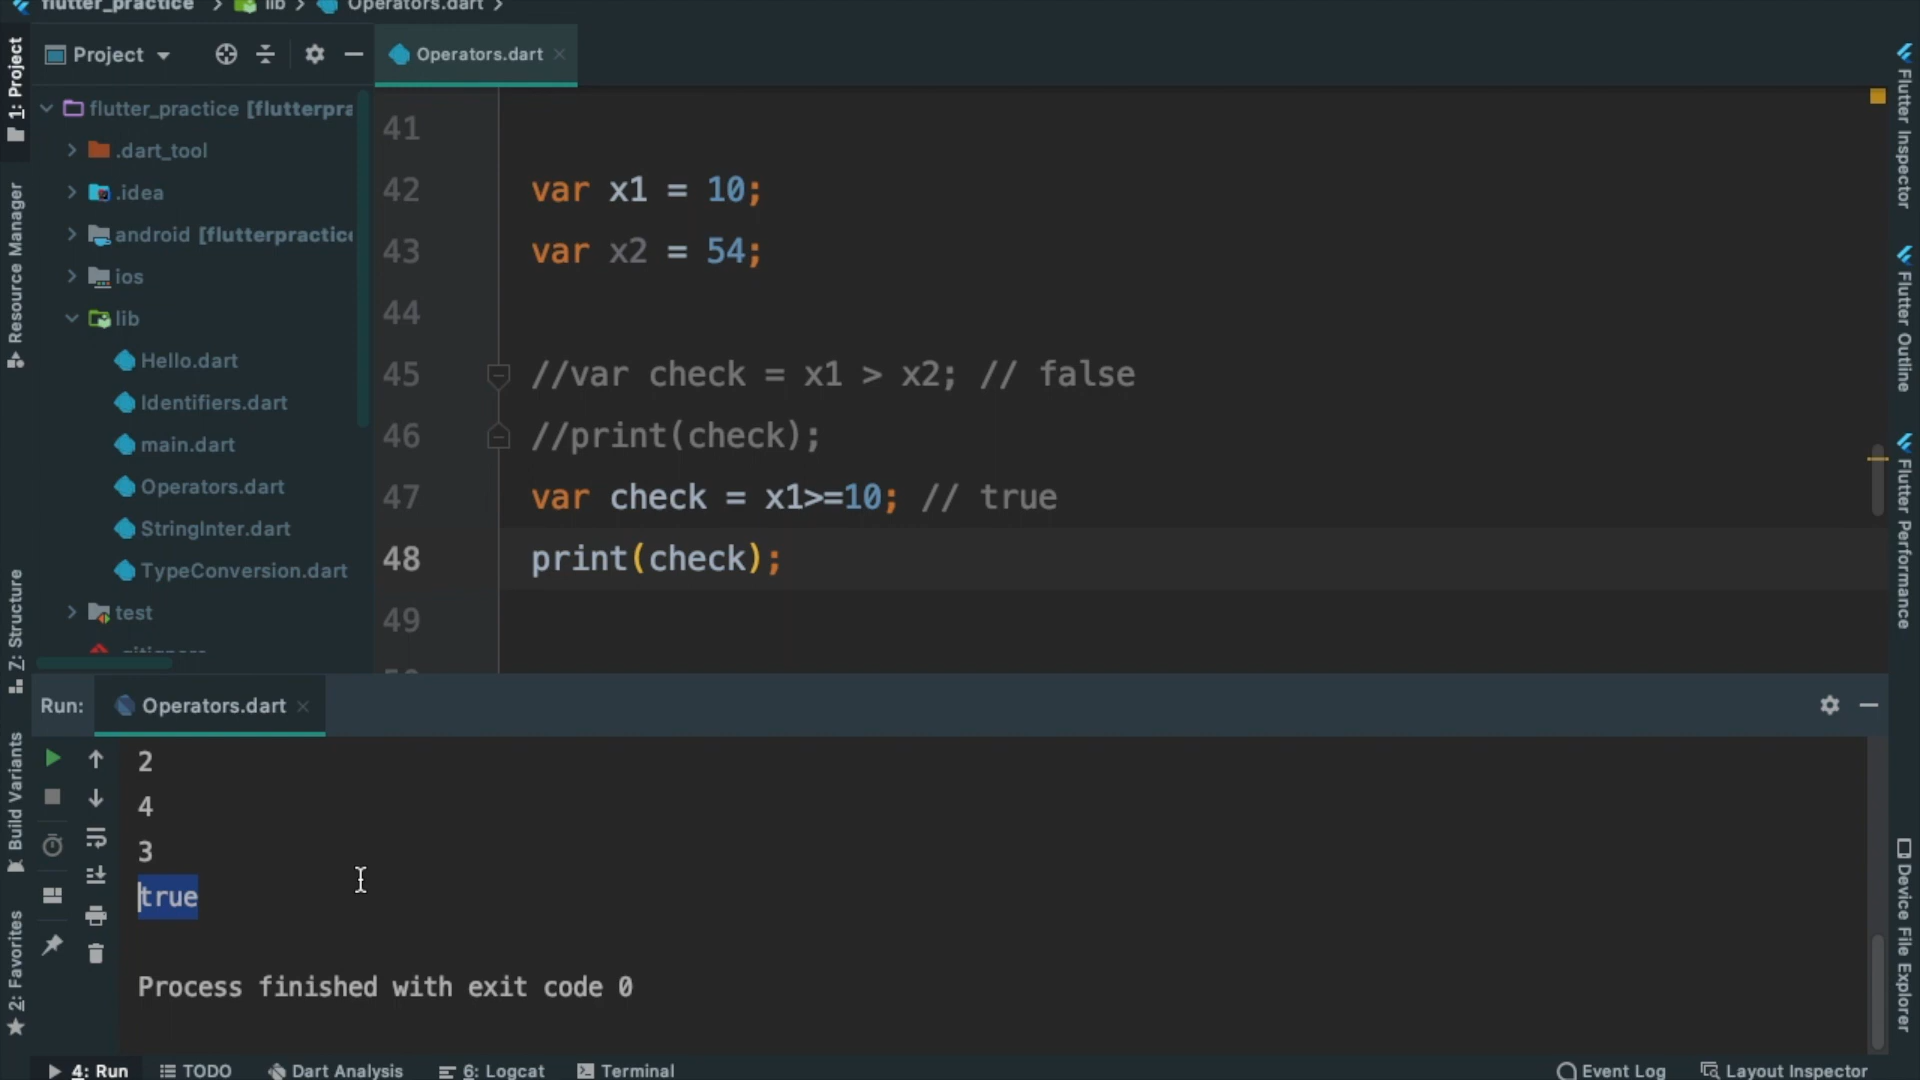 flutter_practice > lib > Operators.dart >
1: Project
Resource Manager
Z: Structure
Build Variants
2: Favorites
Project
flutter_practice [flutterpra
.dart_tool
.idea
android [flutterpractice
ios
lib
Hello.dart
Identifiers.dart
main.dart
Operators.dart
StringInter.dart
TypeConversion.dart
test
.gitignore
Operators.dart
41
42 var x1 = 10;
43 var x2 = 54;
44
45 //var check = x1 > x2; // false
46 //print(check);
47 var check = x1>=10; // true
48 print(check);
49
50
Flutter Inspector
Flutter Outline
Flutter Performance
Device File Explorer
Run: Operators.dart
2
4
3
true
Process finished with exit code 0
4: Run TODO Dart Analysis 6: Logcat Terminal Event Log Layout Inspector